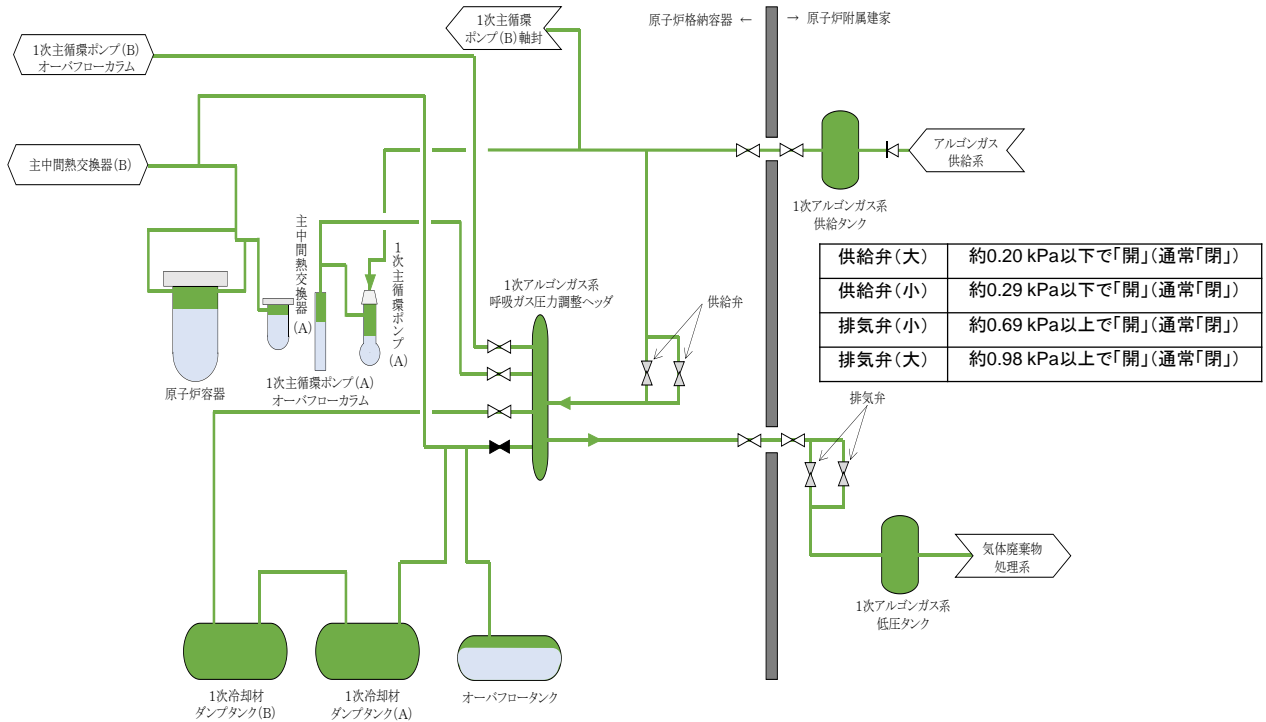 1次主循環
ポンプ(B)軸封
原子炉格納容器 ← → 原子炉附属建家
1次主循環ポンプ(B)
オーバフローカラム
主中間熱交換器(B)
アルゴンガス
供給系
1次アルゴンガス系
供給タンク
主中間熱交換器(A)
1次主循環ポンプ(A)
1次アルゴンガス系
呼吸ガス圧力調整ヘッダ
供給弁
供給弁(大) 約0.20 kPa以下で「開」(通常「閉」)
供給弁(小) 約0.29 kPa以下で「開」(通常「閉」)
排気弁(小) 約0.69 kPa以上で「開」(通常「閉」)
排気弁(大) 約0.98 kPa以上で「開」(通常「閉」)
原子炉容器
1次主循環ポンプ(A)
オーバフローカラム
排気弁
気体廃棄物
処理系
1次アルゴンガス系
低圧タンク
1次冷却材
ダンプタンク(B)
1次冷却材
ダンプタンク(A)
オーバフロータンク